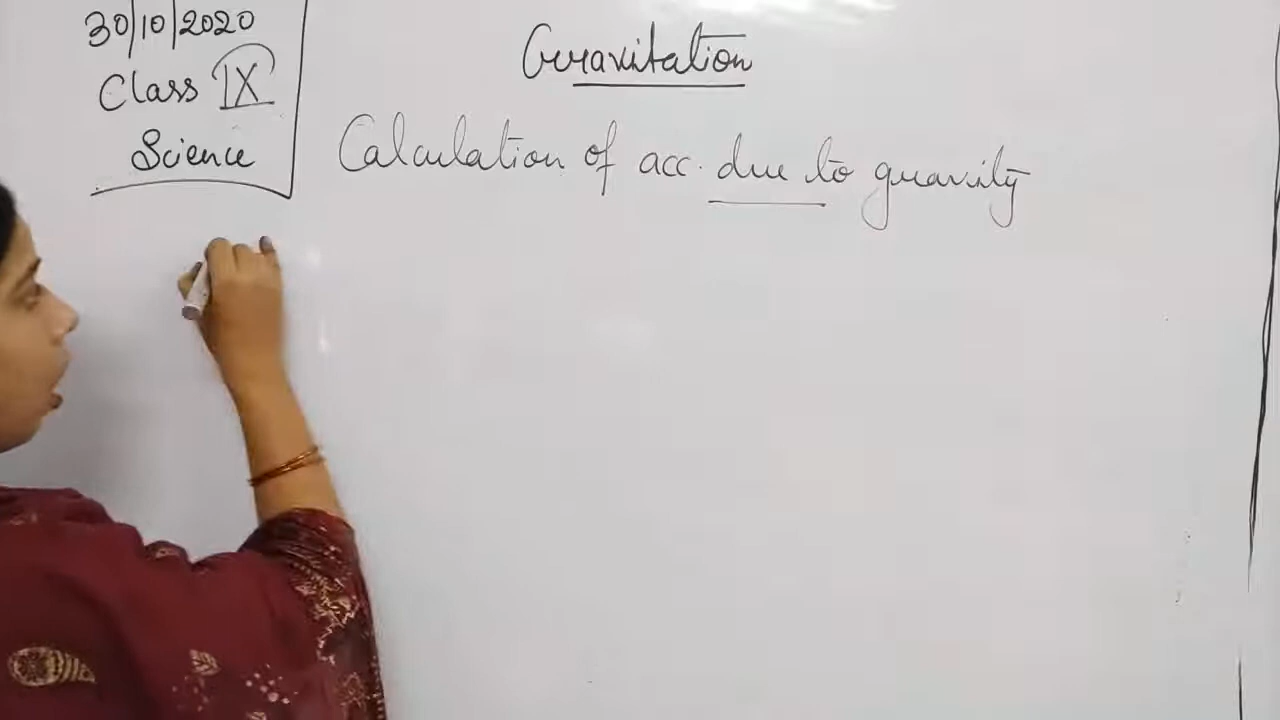 30/10/2020
Class IX
Science
Gravitation
Calculation of acc. due to gravity